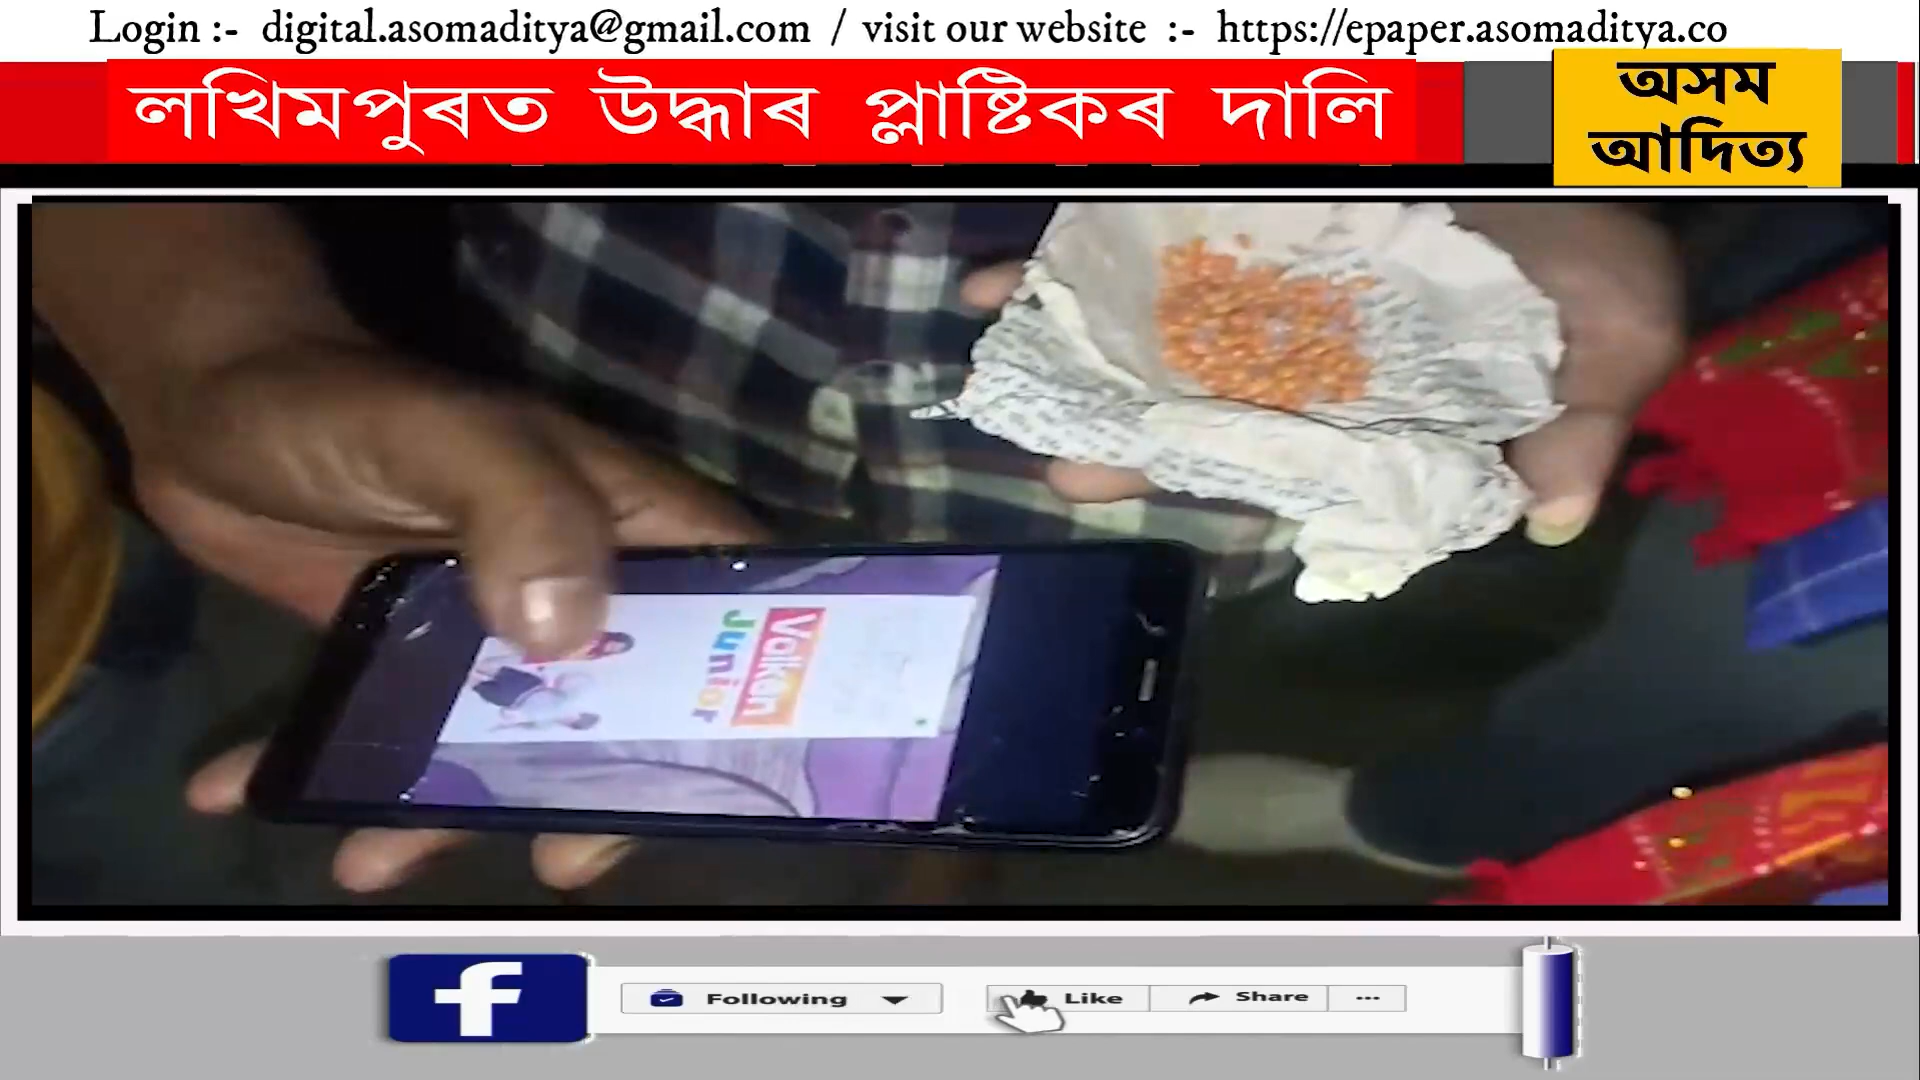 Login :- digital.asomaditya@gmail.com / visit our website :- https://epaper.asomaditya.co
লখিমপুৰত উদ্ধাৰ প্লাষ্টিকৰ দালি
অসম
আদিত্য
Vaikan
Junior
Following
Like
Share